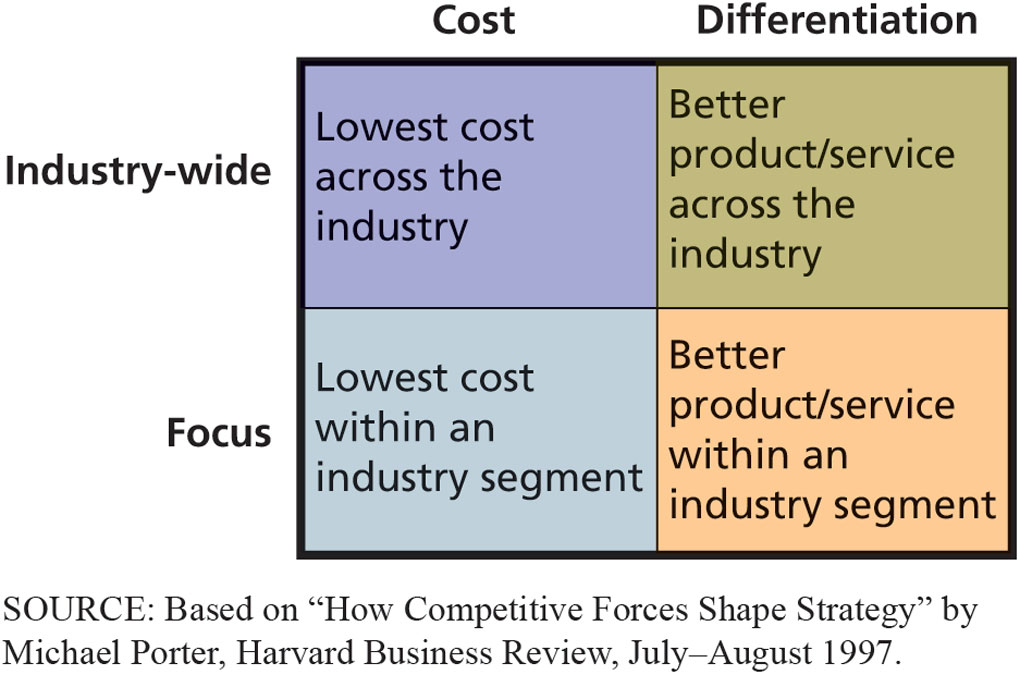 Cost Differentiation
Industry-wide
Lowest cost
across the
industry
Better
product/service
across the
industry
Focus
Lowest cost
within an
industry segment
Better
product/service
within an
industry segment
SOURCE: Based on “How Competitive Forces Shape Strategy” by
Michael Porter, Harvard Business Review, July–August 1997.